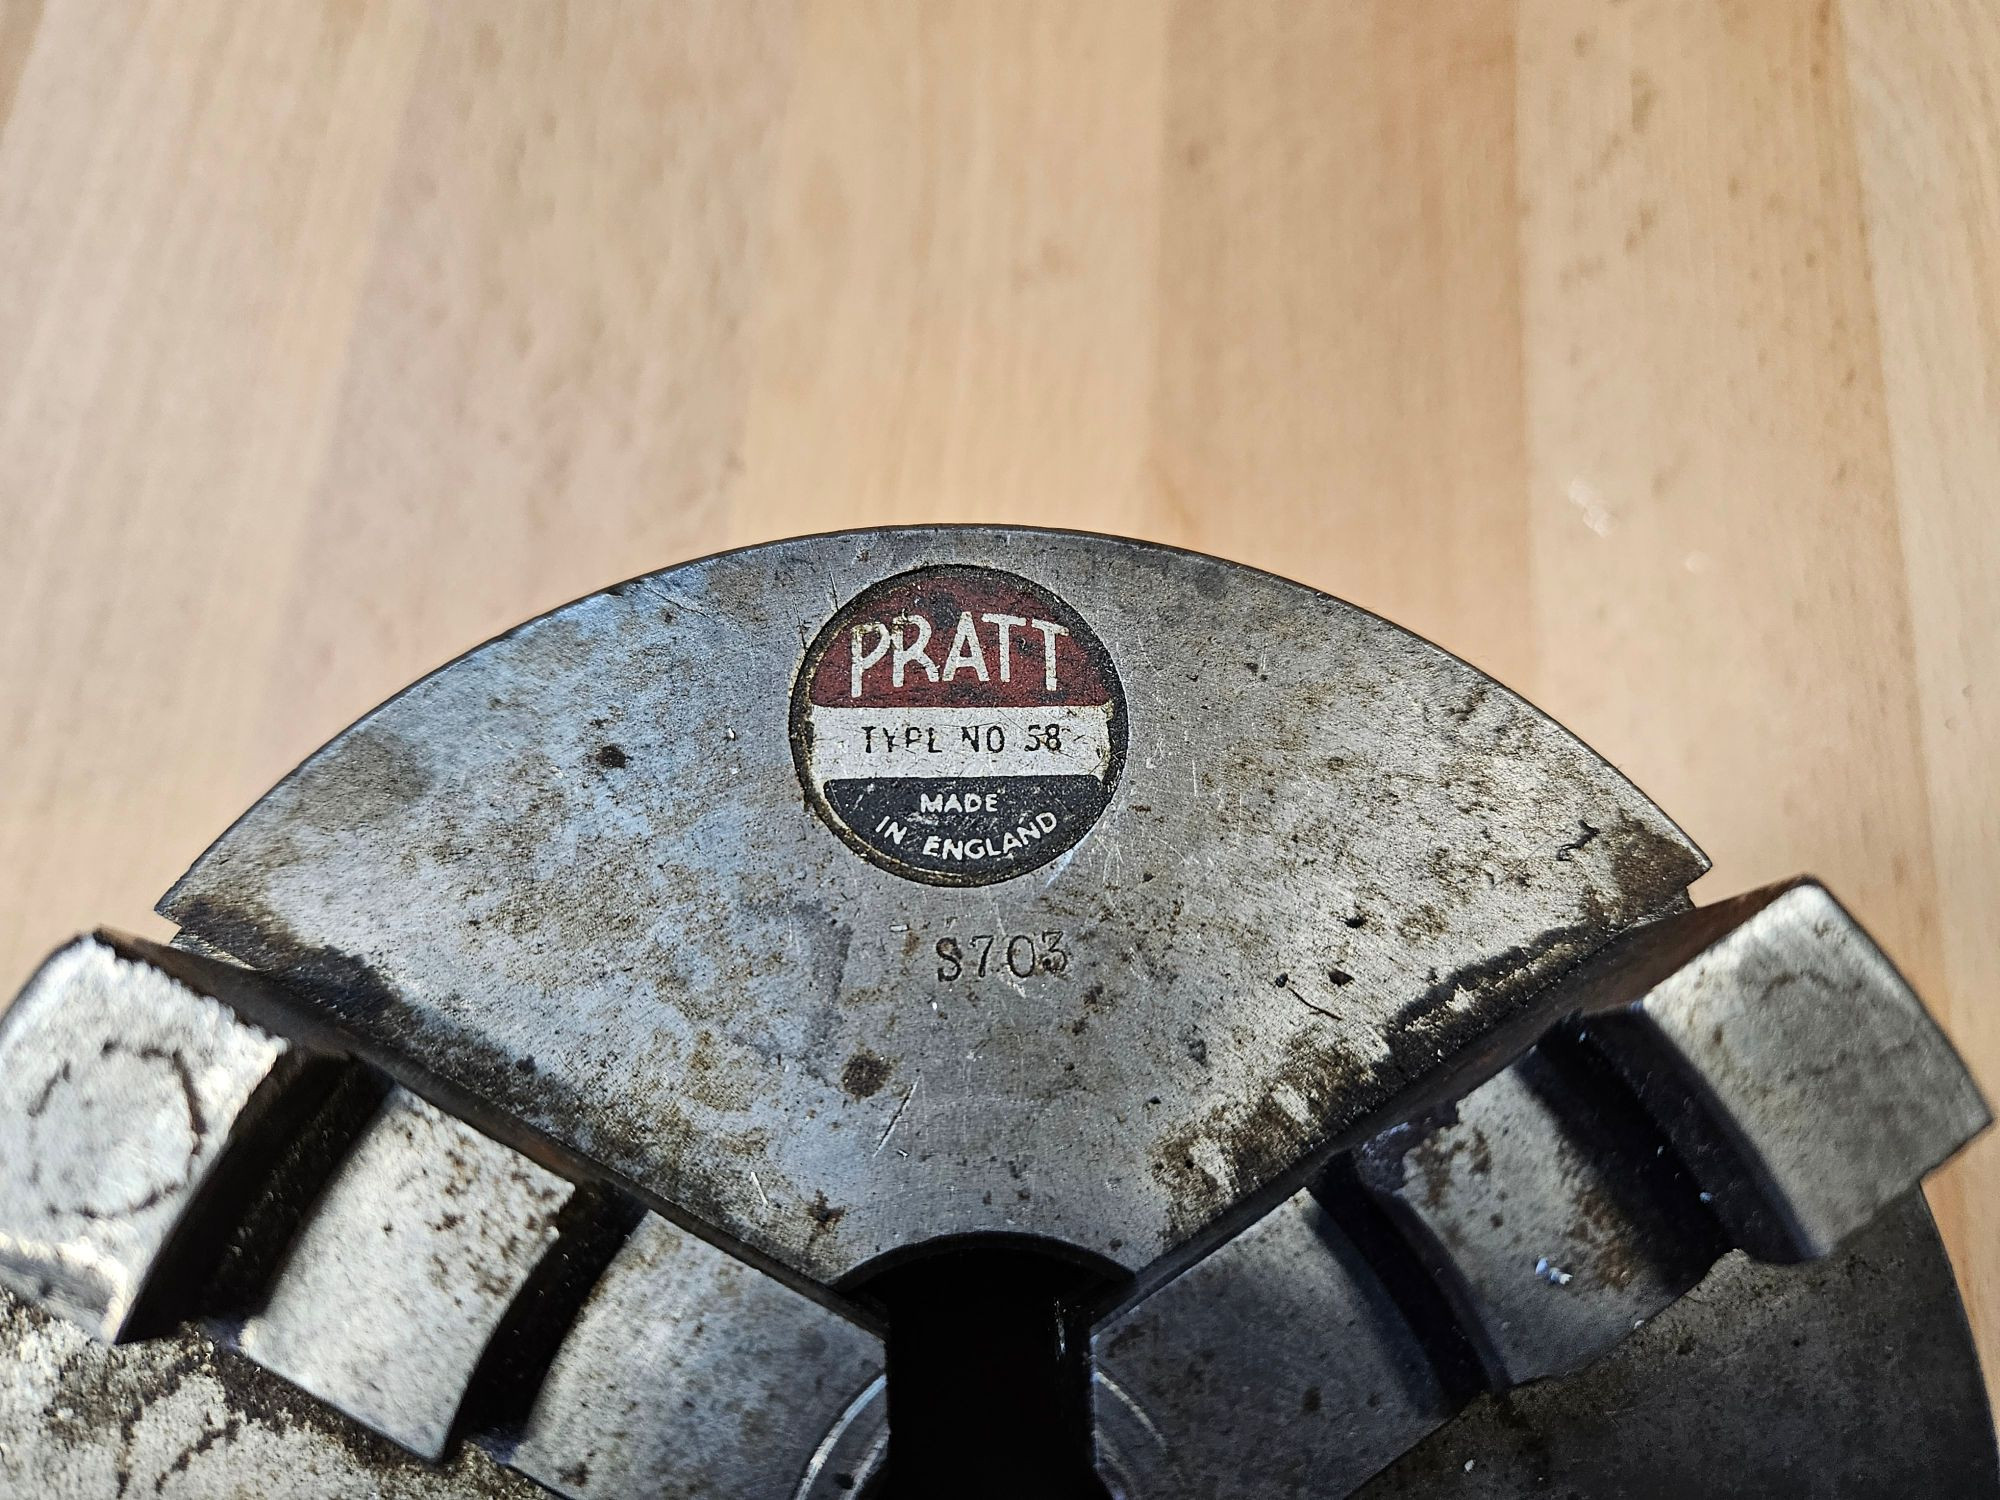 PRATT
TYPE NO 58
MADE
IN ENGLAND
S703